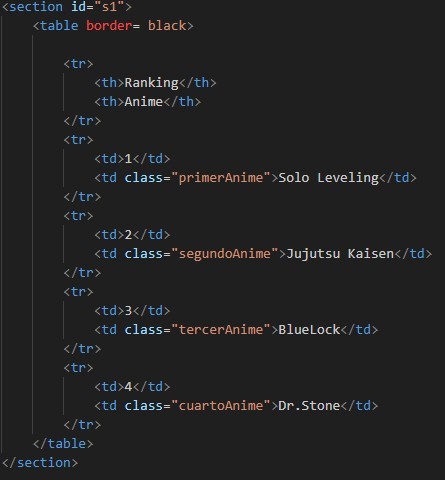 <section id="s1">
<table border= black>
<tr>
<th>Ranking</th>
<th>Anime</th>
</tr>
<tr>
<td>1</td>
<td class="primerAnime">Solo Leveling</td>
</tr>
<tr>
<td>2</td>
<td class="segundoAnime">Jujutsu Kaisen</td>
</tr>
<tr>
<td>3</td>
<td class="tercerAnime">BlueLock</td>
</tr>
<tr>
<td>4</td>
<td class="cuartoAnime">Dr.Stone</td>
</tr>
</table>
</section>